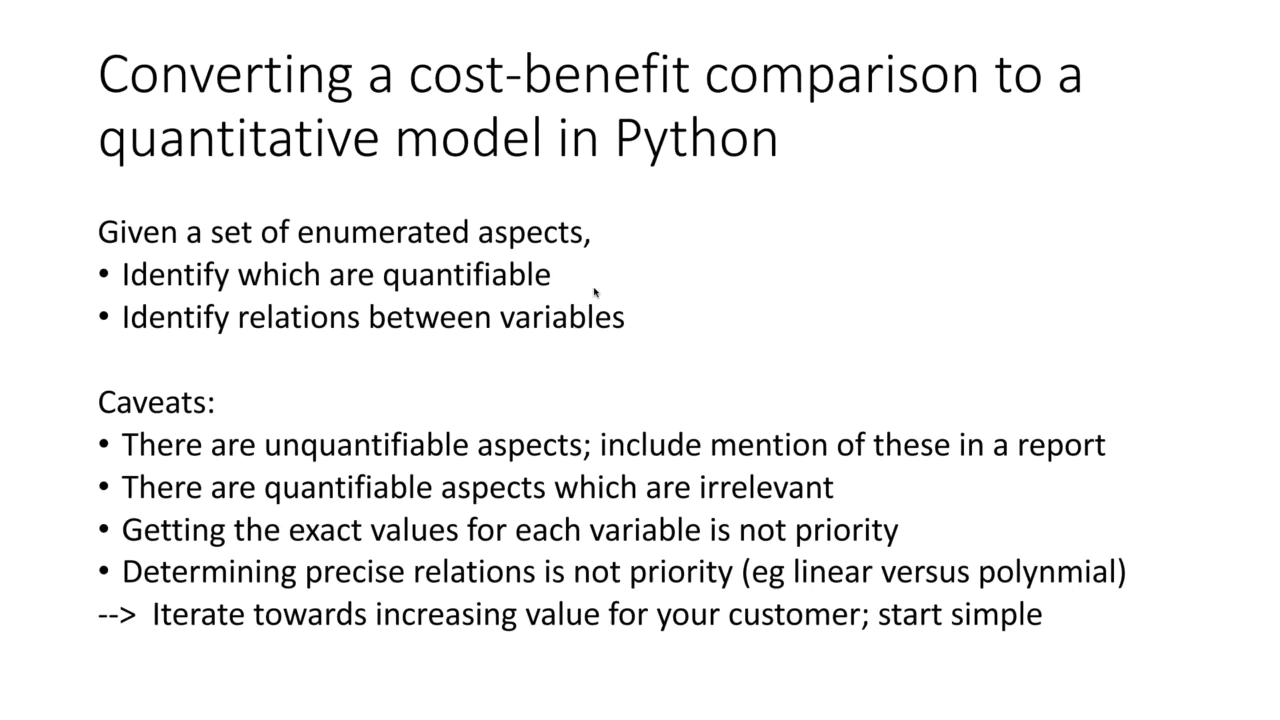 Converting a cost-benefit comparison to a
quantitative model in Python
Given a set of enumerated aspects,
• Identify which are quantifiable
• Identify relations between variables
Caveats:
• There are unquantifiable aspects; include mention of these in a report
• There are quantifiable aspects which are irrelevant
• Getting the exact values for each variable is not priority
• Determining precise relations is not priority (eg linear versus polynmial)
--> Iterate towards increasing value for your customer; start simple